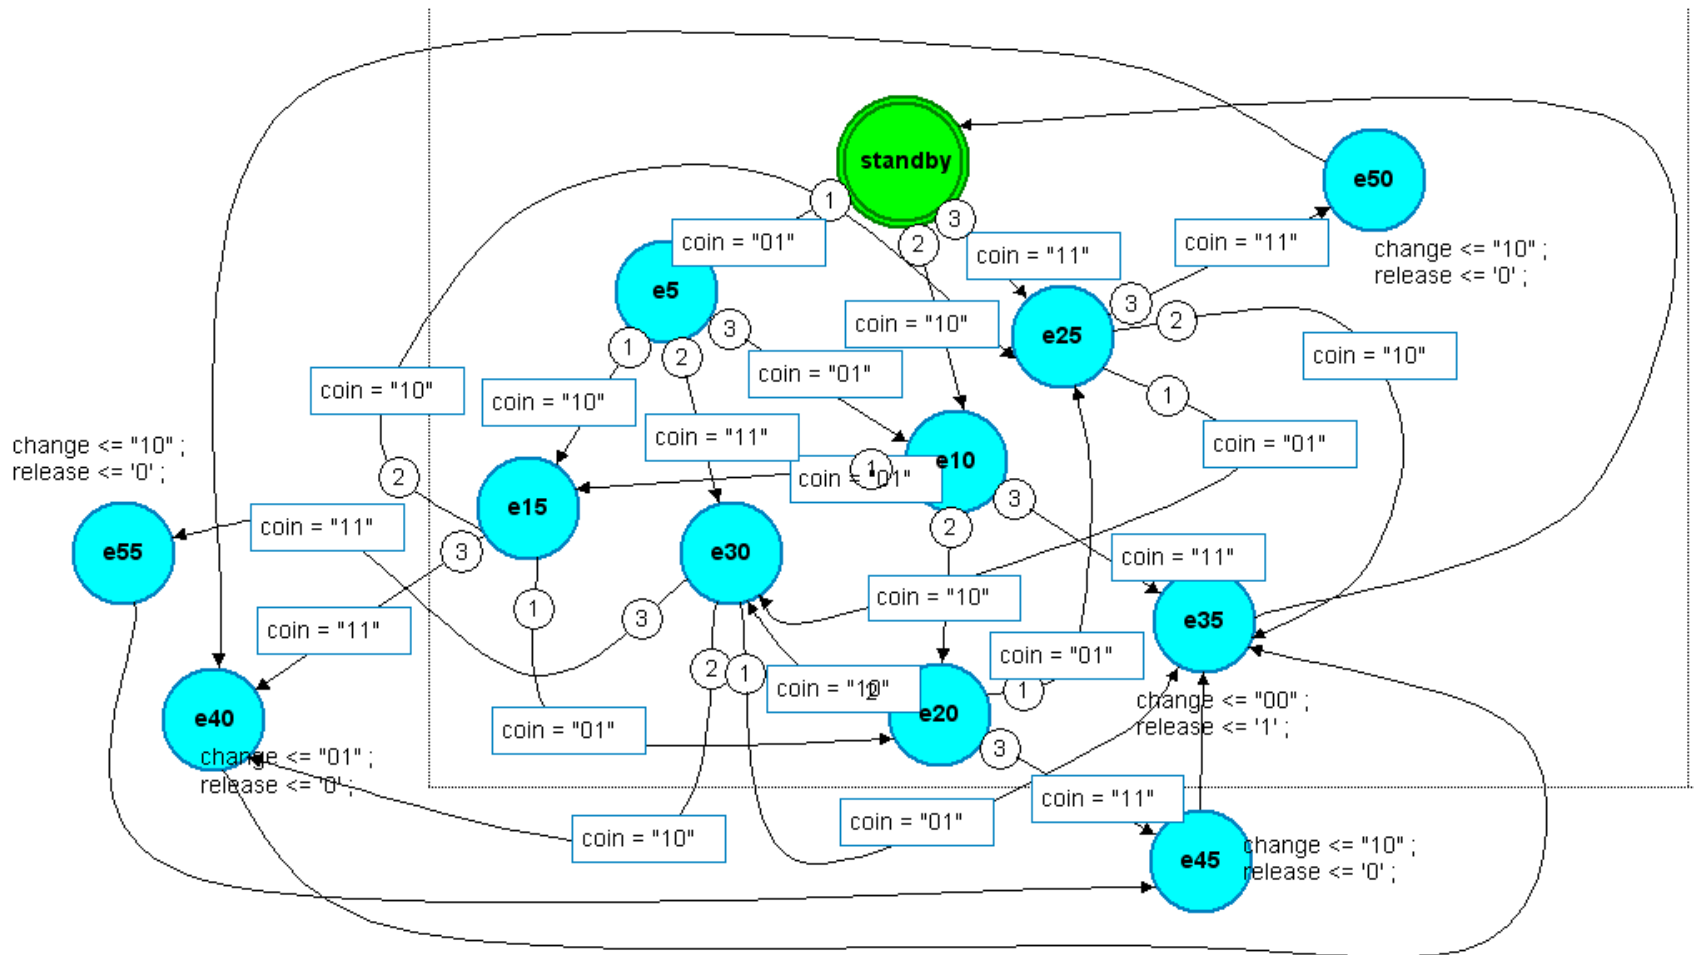 standby
1
e50
3
2
coin = "01"
coin = "11"
coin = "11"
change <= "10" ;
release <= '0' ;
e5
3
2
coin = "10"
e25
3
1
2
coin = "10"
coin = "01"
coin = "10"
coin = "10"
1
coin = "11"
coin = "01"
change <= "10" ;
release <= '0' ;
e10
1
coin = "01"
2
3
e15
coin = "11"
2
e55
3
e30
coin = "11"
1
coin = "10"
3
e35
coin = "11"
2
1
coin = "01"
coin = "10"
2
1
e40
e20
change <= "00" ;
release <= '1' ;
coin = "01"
3
change <= "01" ;
release <= '0' ;
coin = "11"
coin = "10"
coin = "01"
e45
change <= "10" ;
release <= '0' ;